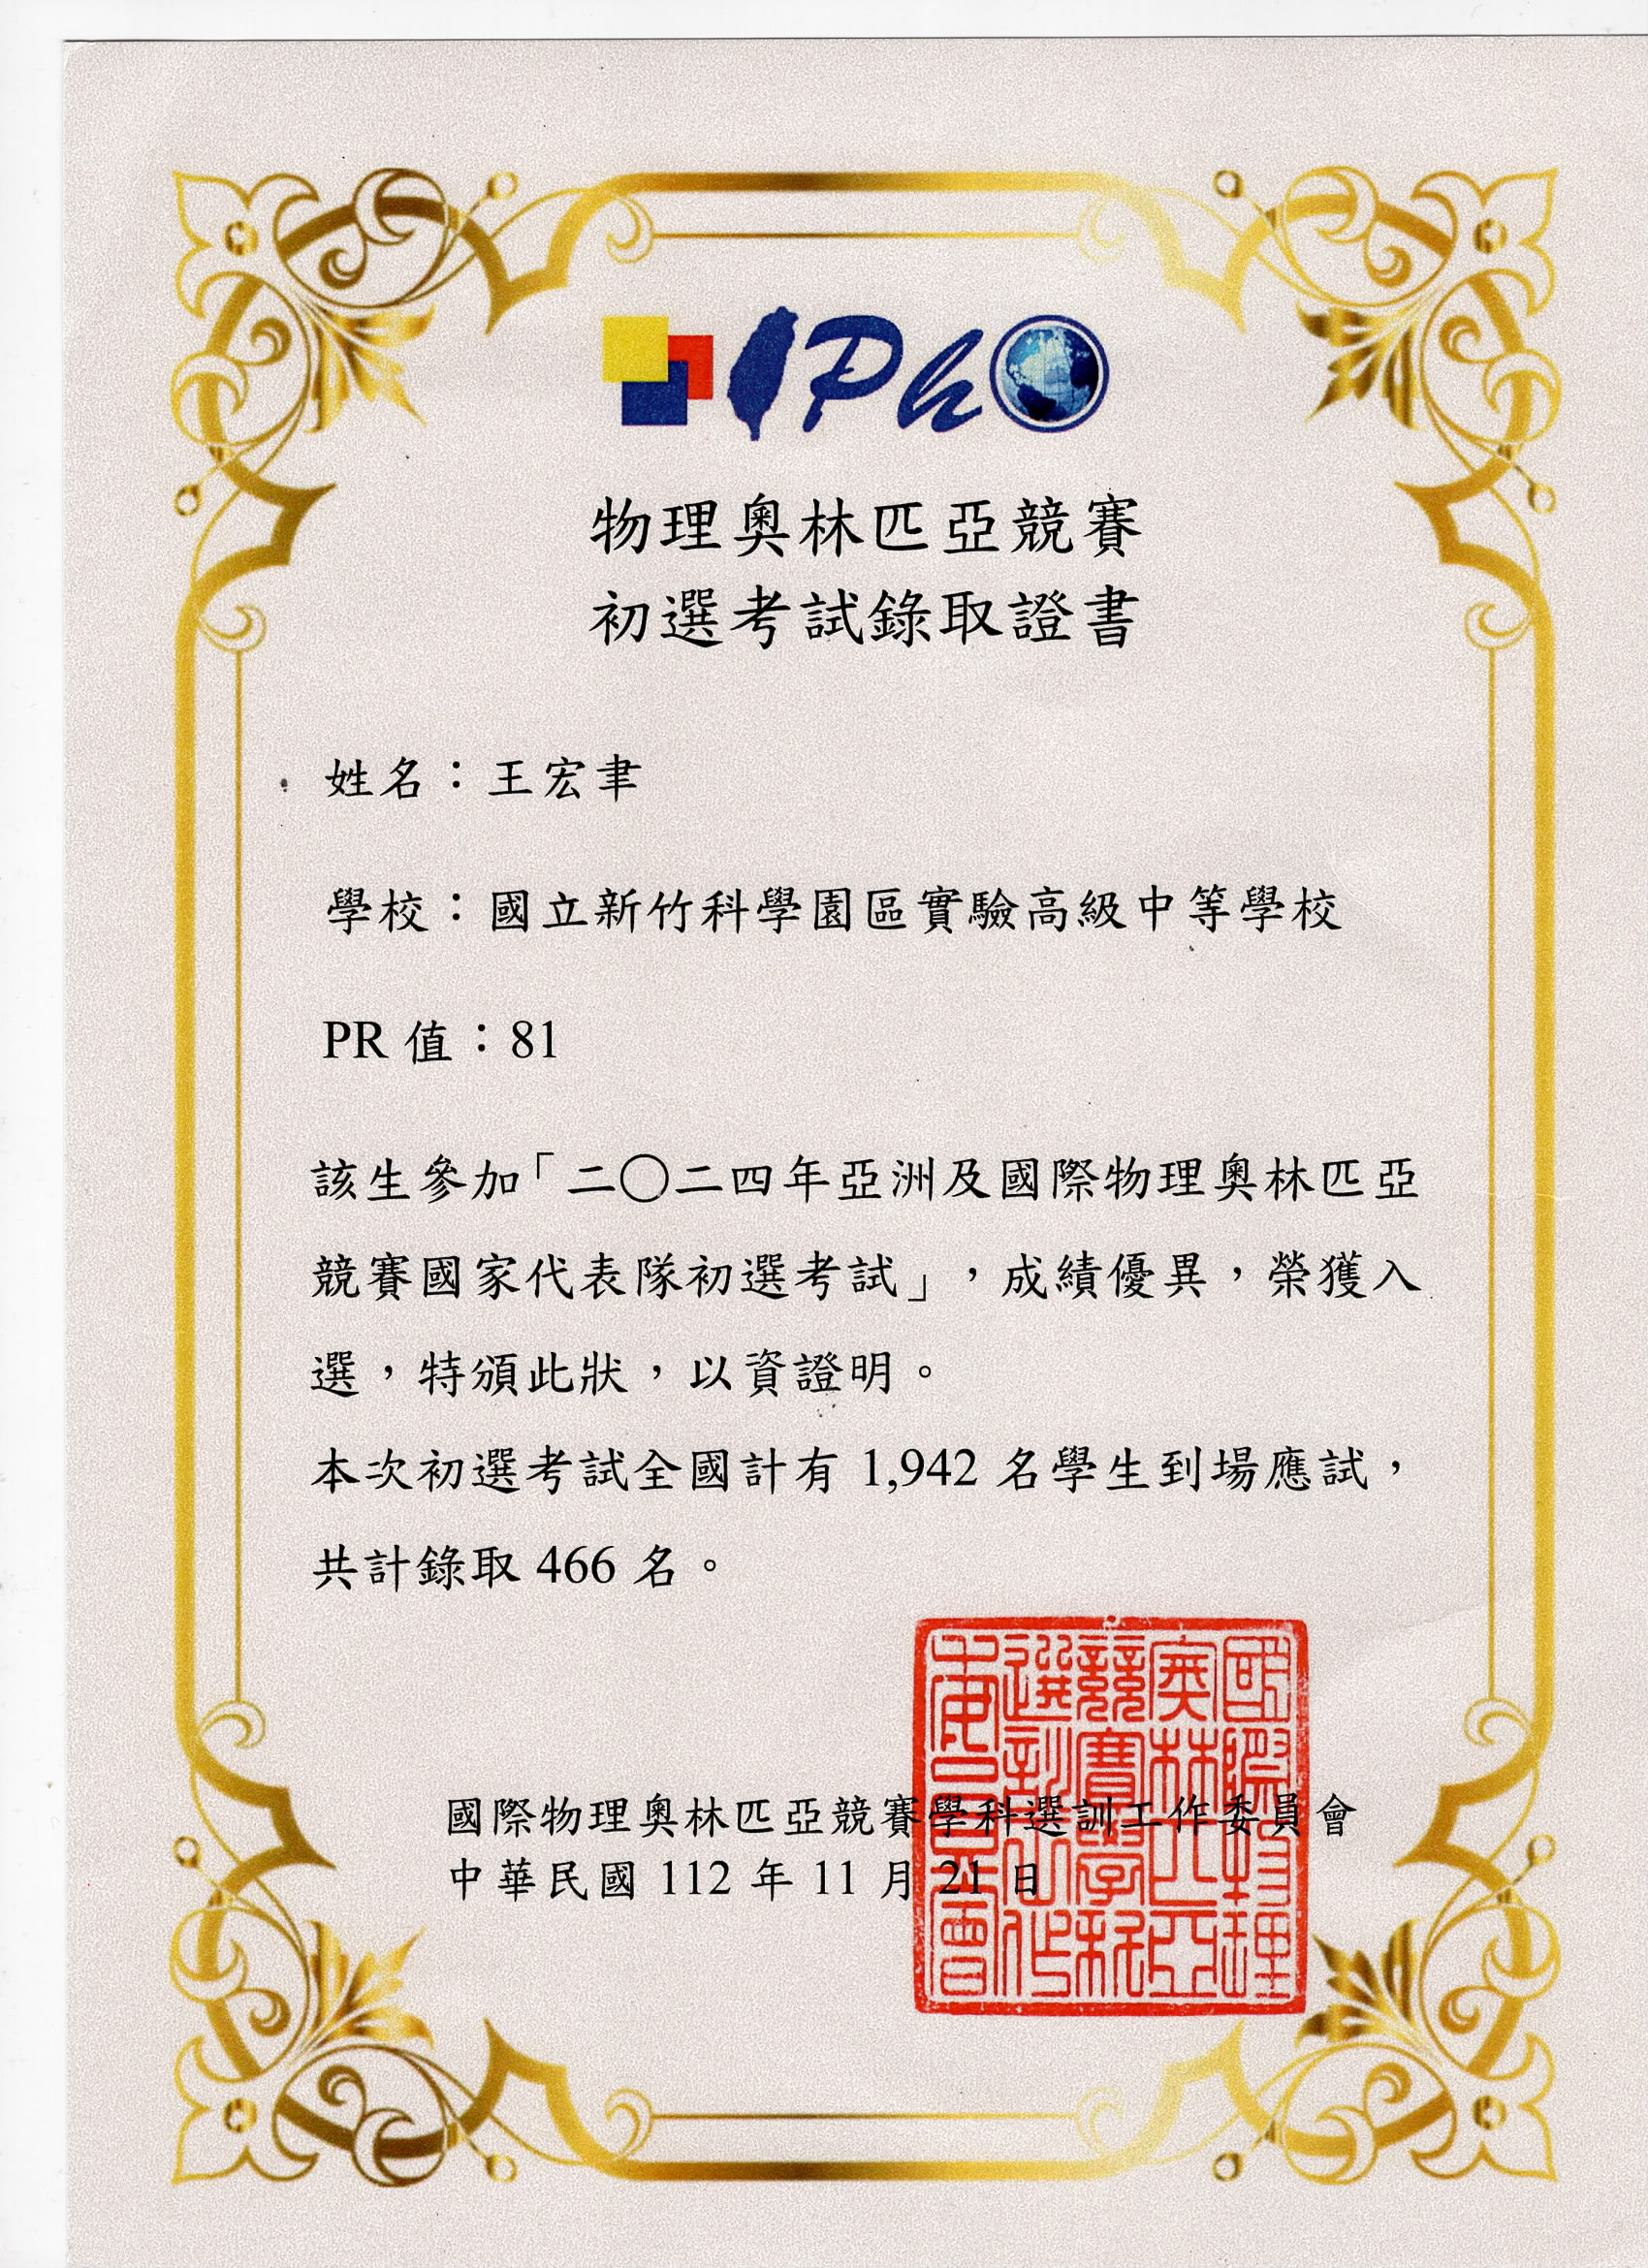 IPhO
物理奧林匹亞競賽
初選考試錄取證書
姓名：王宏聿
學校：國立新竹科學園區實驗高級中等學校
PR 值：81
該生參加「二〇二四年亞洲及國際物理奧林匹亞
競賽國家代表隊初選考試」，成績優異，榮獲入
選，特頒此狀，以資證明。
本次初選考試全國計有 1,942 名學生到場應試，
共計錄取 466 名。
國際物理奧林匹亞競賽學科選訓工作委員會
中華民國 112 年 11 月 21 日